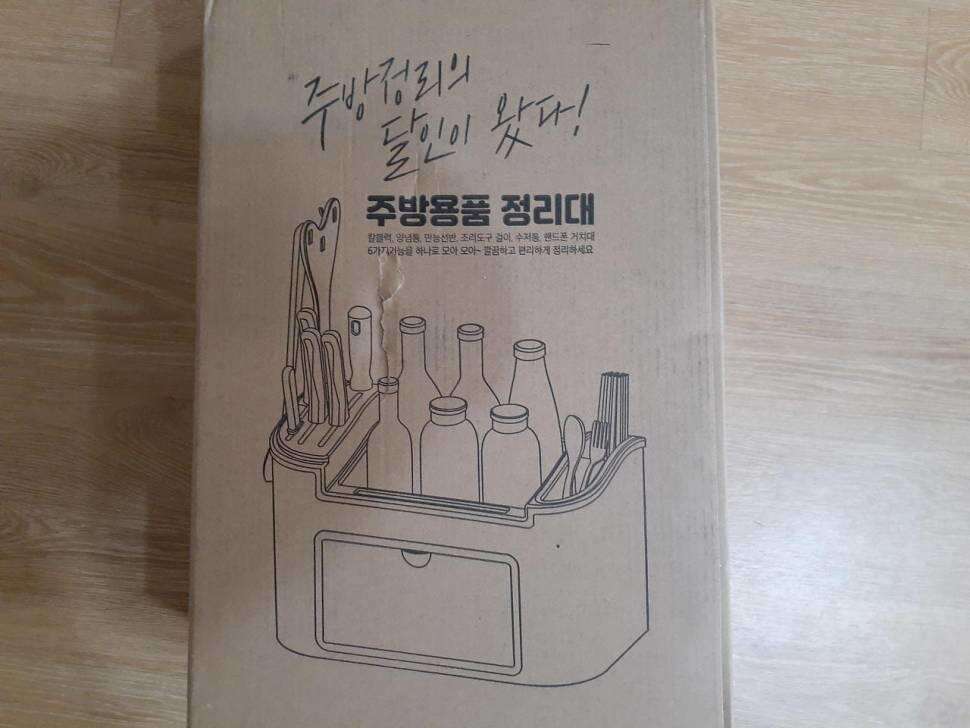 주방정리의
달인이 왔다!
주방용품 정리대
칼블럭, 양념통, 만능선반, 조리도구 걸이, 수저통, 핸드폰 거치대
6가지기능을 하나로 모아 모아~ 깔끔하고 편리하게 정리하세요